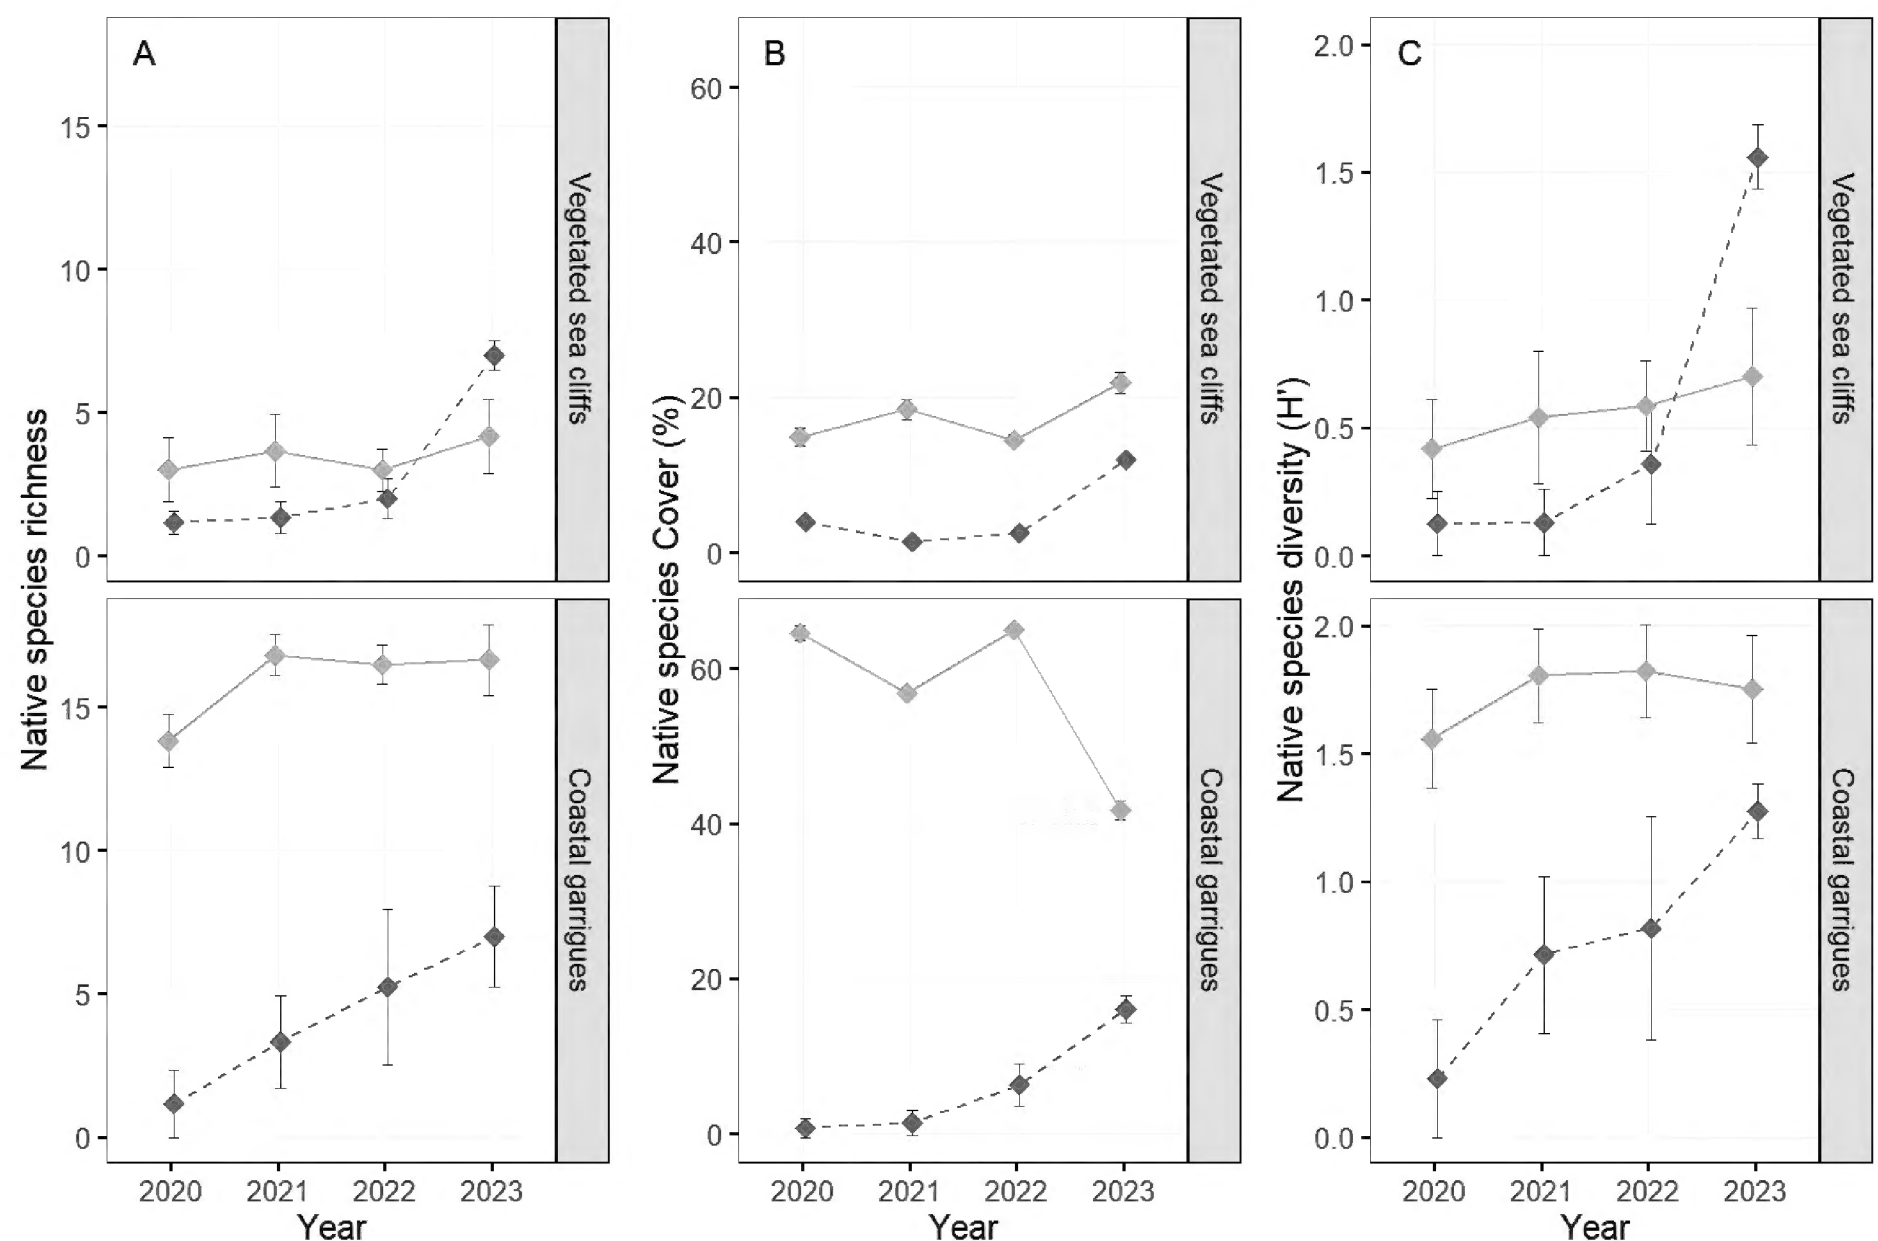 A
Native species richness
15
10
5
0
Vegetated sea cliffs
15
10
5
0
Coastal garrigues
2020 2021 2022 2023
Year
B
Native species Cover (%)
60
40
20
0
Vegetated sea cliffs
60
40
20
0
Coastal garrigues
2020 2021 2022 2023
Year
C
Native species diversity (H')
2.0
1.5
1.0
0.5
0.0
Vegetated sea cliffs
2.0
1.5
1.0
0.5
0.0
Coastal garrigues
2020 2021 2022 2023
Year